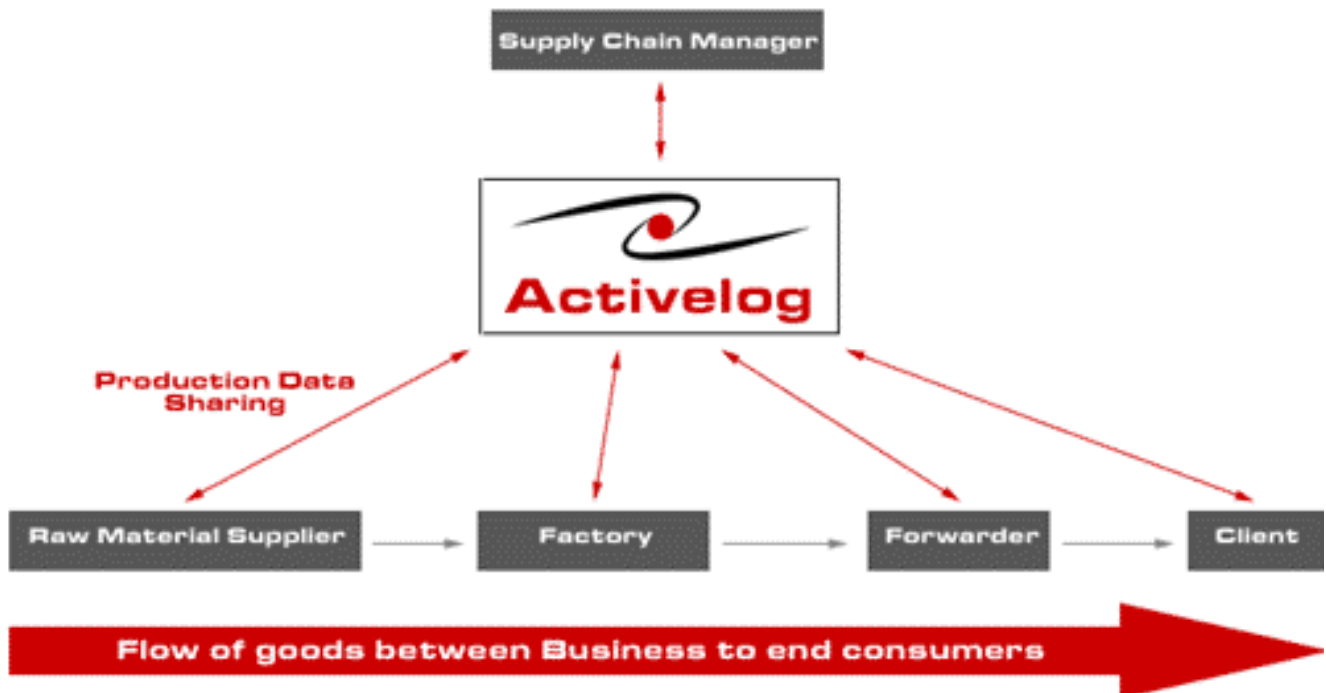 Supply Chain Manager
Activelog
Production Data
Sharing
Raw Material Supplier
Factory
Forwarder
Client
Flow of goods between Business to end consumers